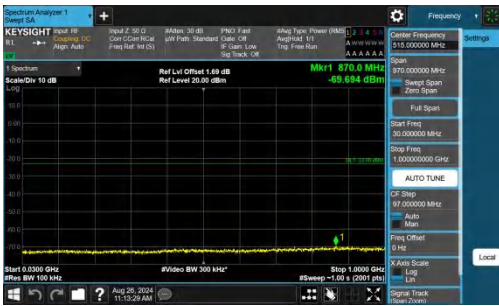 Spectrum Analyzer 1
Swept SA
Frequency
KEYSIGHT
Input: RF
Input Z: 50 Ω
#Atten: 30 dB
PNO: Fast
#Avg Type: Power (RMS)
1 2 3 4 5 6
R L
Coupling: DC
Corr CCorr RCal
µW Path: Standard
Gate: Off
Avg|Hold: 1/1
Align: Auto
Freq Ref: Int (S)
IF Gain: Low
Trig: Free Run
Sig Track: Off
A W W W W W
A A A A A A
Center Frequency
515.000000 MHz
Settings
Span
970.000000 MHz
Swept Span
Zero Span
Full Span
Start Freq
30.000000 MHz
Stop Freq
1.000000000 GHz
AUTO TUNE
CF Step
97.000000 MHz
Auto
Man
Freq Offset
0 Hz
X Axis Scale
Log
Lin
Signal Track
(Span Zoom)
Local
1 Spectrum
Scale/Div 10 dB
Log
Ref Lvl Offset 1.69 dB
Ref Level 20.00 dBm
Mkr1 870.0 MHz
-69.694 dBm
10.0
0.00
-10.0
-20.0
-30.0
-40.0
-50.0
-60.0
-70.0
1
Start 0.0300 GHz
#Res BW 100 kHz
#Video BW 300 kHz*
Stop 1.0000 GHz
#Sweep ~1.00 s (2001 pts)
?
Aug 26, 2024
11:13:29 AM